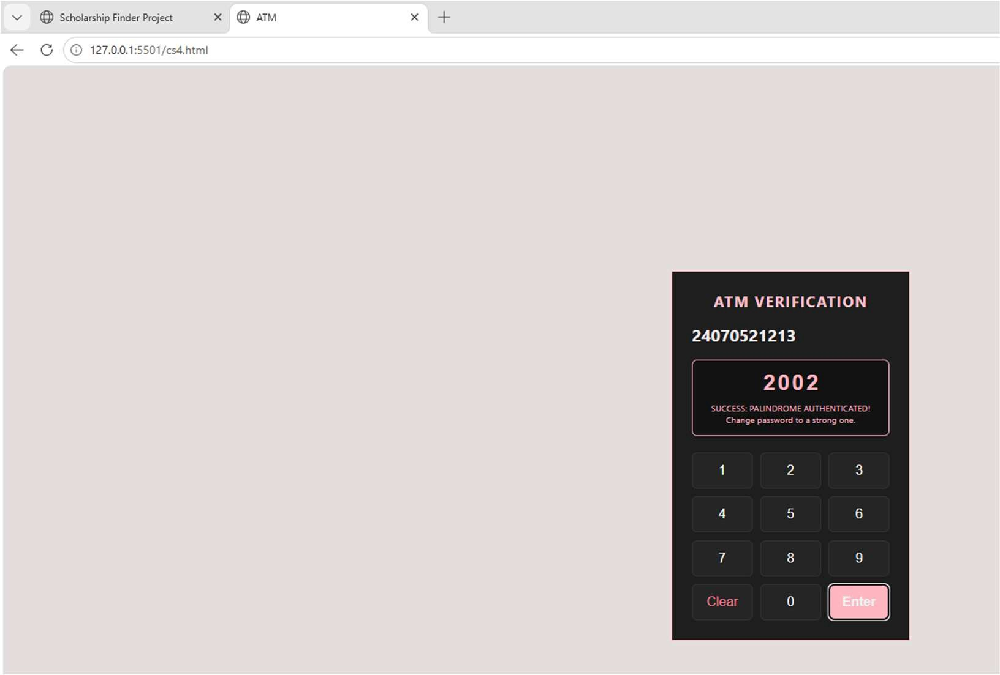 Scholarship Finder Project
ATM
127.0.0.1:5501/cs4.html
ATM VERIFICATION
24070521213
2002
SUCCESS: PALINDROME AUTHENTICATED!
Change password to a strong one.
1 2 3
4 5 6
7 8 9
Clear 0 Enter